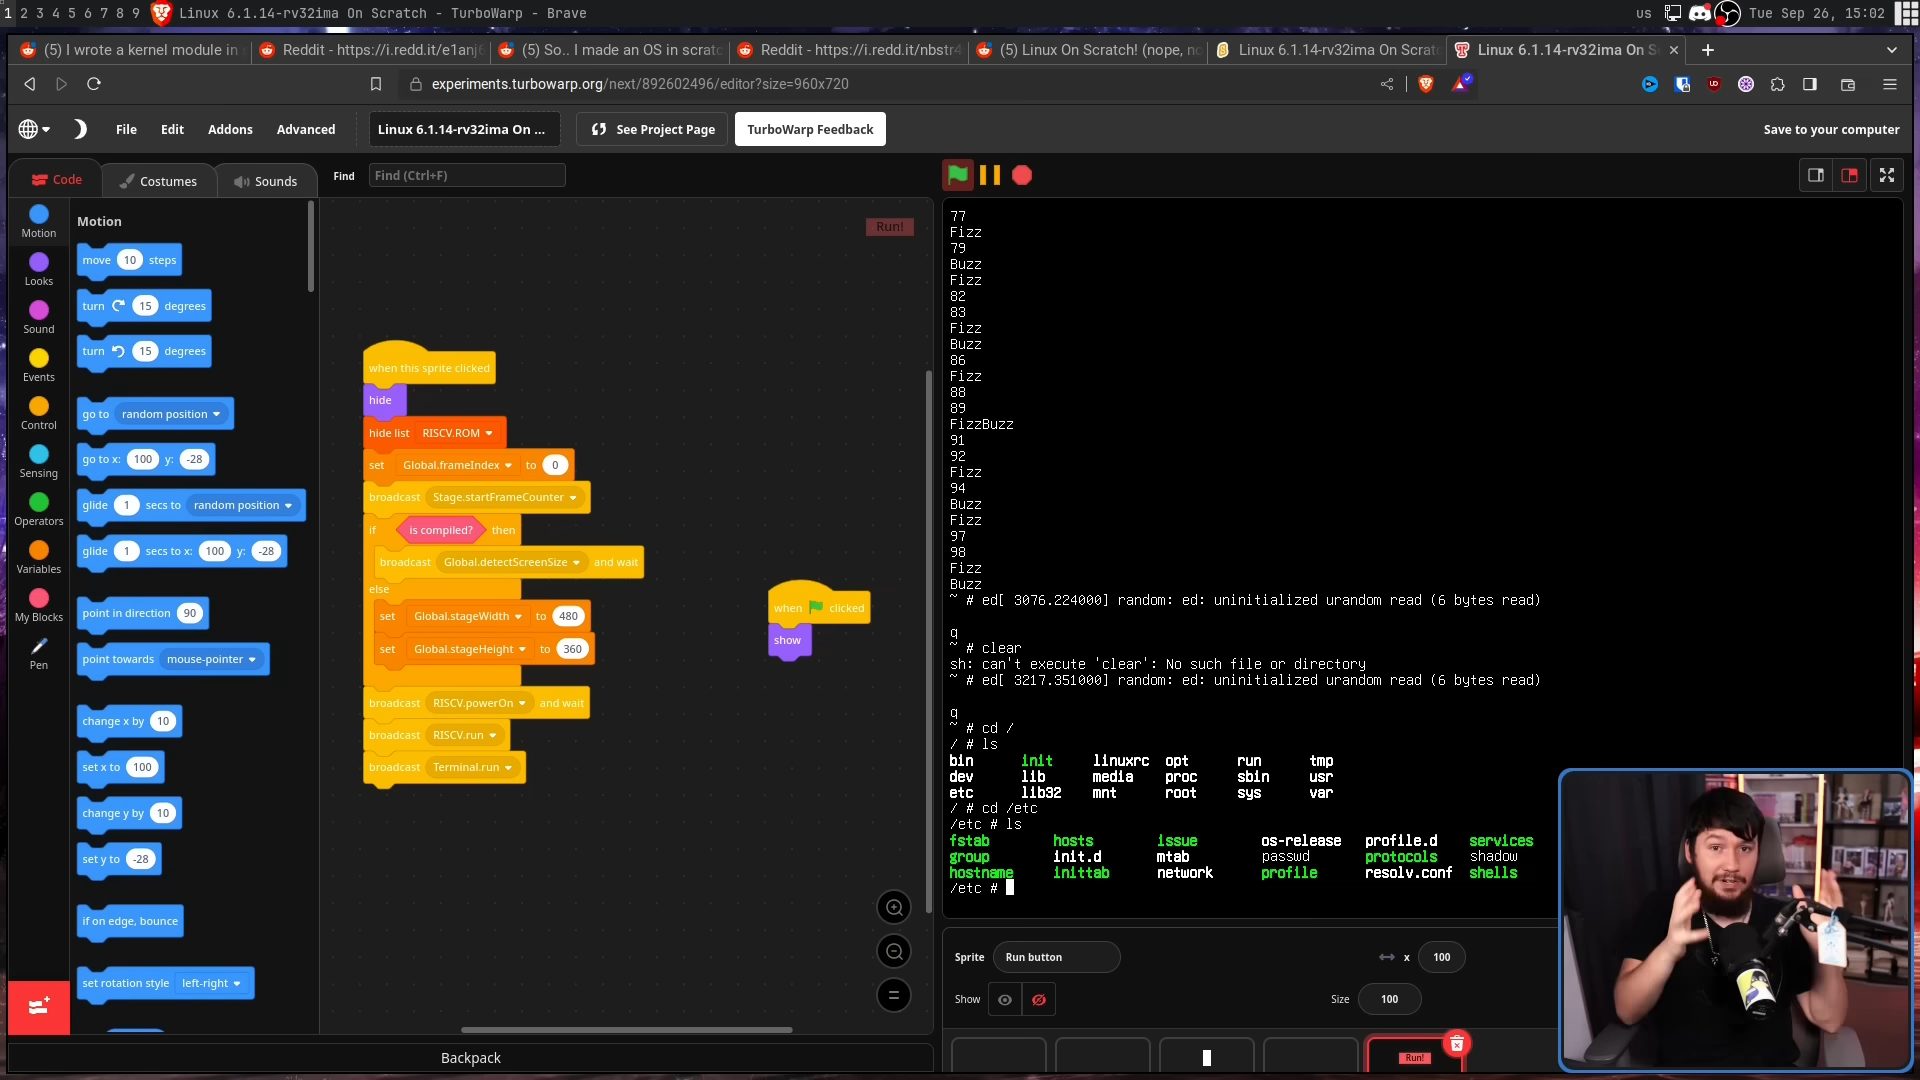 1 2 3 4 5 6 7 8 9 Linux 6.1.14-rv32ima On Scratch - TurboWarp - Brave us Tue Sep 26, 15:02
(5) I wrote a kernel module in Reddit - https://i.redd.it/e1anj (5) So.. I made an OS in scratc Reddit - https://i.redd.it/nbstr4 (5) Linux On Scratch! (nope, no Linux 6.1.14-rv32ima On Scratc Linux 6.1.14-rv32ima On S
experiments.turbowarp.org/next/892602496/editor?size=960x720
File Edit Addons Advanced Linux 6.1.14-rv32ima On ... See Project Page TurboWarp Feedback Save to your computer
Code Costumes Sounds Find Find (Ctrl+F)
Motion
Looks
Sound
Events
Control
Sensing
Operators
Variables
My Blocks
Pen
Motion
move 10 steps
turn 15 degrees
turn 15 degrees
go to random position
go to x: 100 y: -28
glide 1 secs to random position
glide 1 secs to x: 100 y: -28
point in direction 90
point towards mouse-pointer
change x by 10
set x to 100
change y by 10
set y to -28
if on edge, bounce
set rotation style left-right
Run!
when this sprite clicked
hide
hide list RISCV.ROM
set Global.frameIndex to 0
broadcast Stage.startFrameCounter
if is compiled? then
broadcast Global.detectScreenSize and wait
else
set Global.stageWidth to 480
set Global.stageHeight to 360
broadcast RISCV.powerOn and wait
broadcast RISCV.run
broadcast Terminal.run
when clicked
show
Backpack
77
Fizz
79
Buzz
Fizz
82
83
Fizz
Buzz
86
Fizz
88
89
FizzBuzz
91
92
Fizz
94
Buzz
Fizz
97
98
Fizz
Buzz
~ # ed[ 3076.224000] random: ed: uninitialized urandom read (6 bytes read)
q
~ # clear
sh: can't execute 'clear': No such file or directory
~ # ed[ 3217.351000] random: ed: uninitialized urandom read (6 bytes read)
q
~ # cd /
/ # ls
bin init linuxrc opt run tmp
dev lib media proc sbin usr
etc lib32 mnt root sys var
/ # cd /etc
/etc # ls
fstab hosts issue os-release profile.d services
group init.d mtab passwd protocols shadow
hostname inittab network profile resolv.conf shells
/etc #
Sprite Run button x 100
Show Size 100
Run!